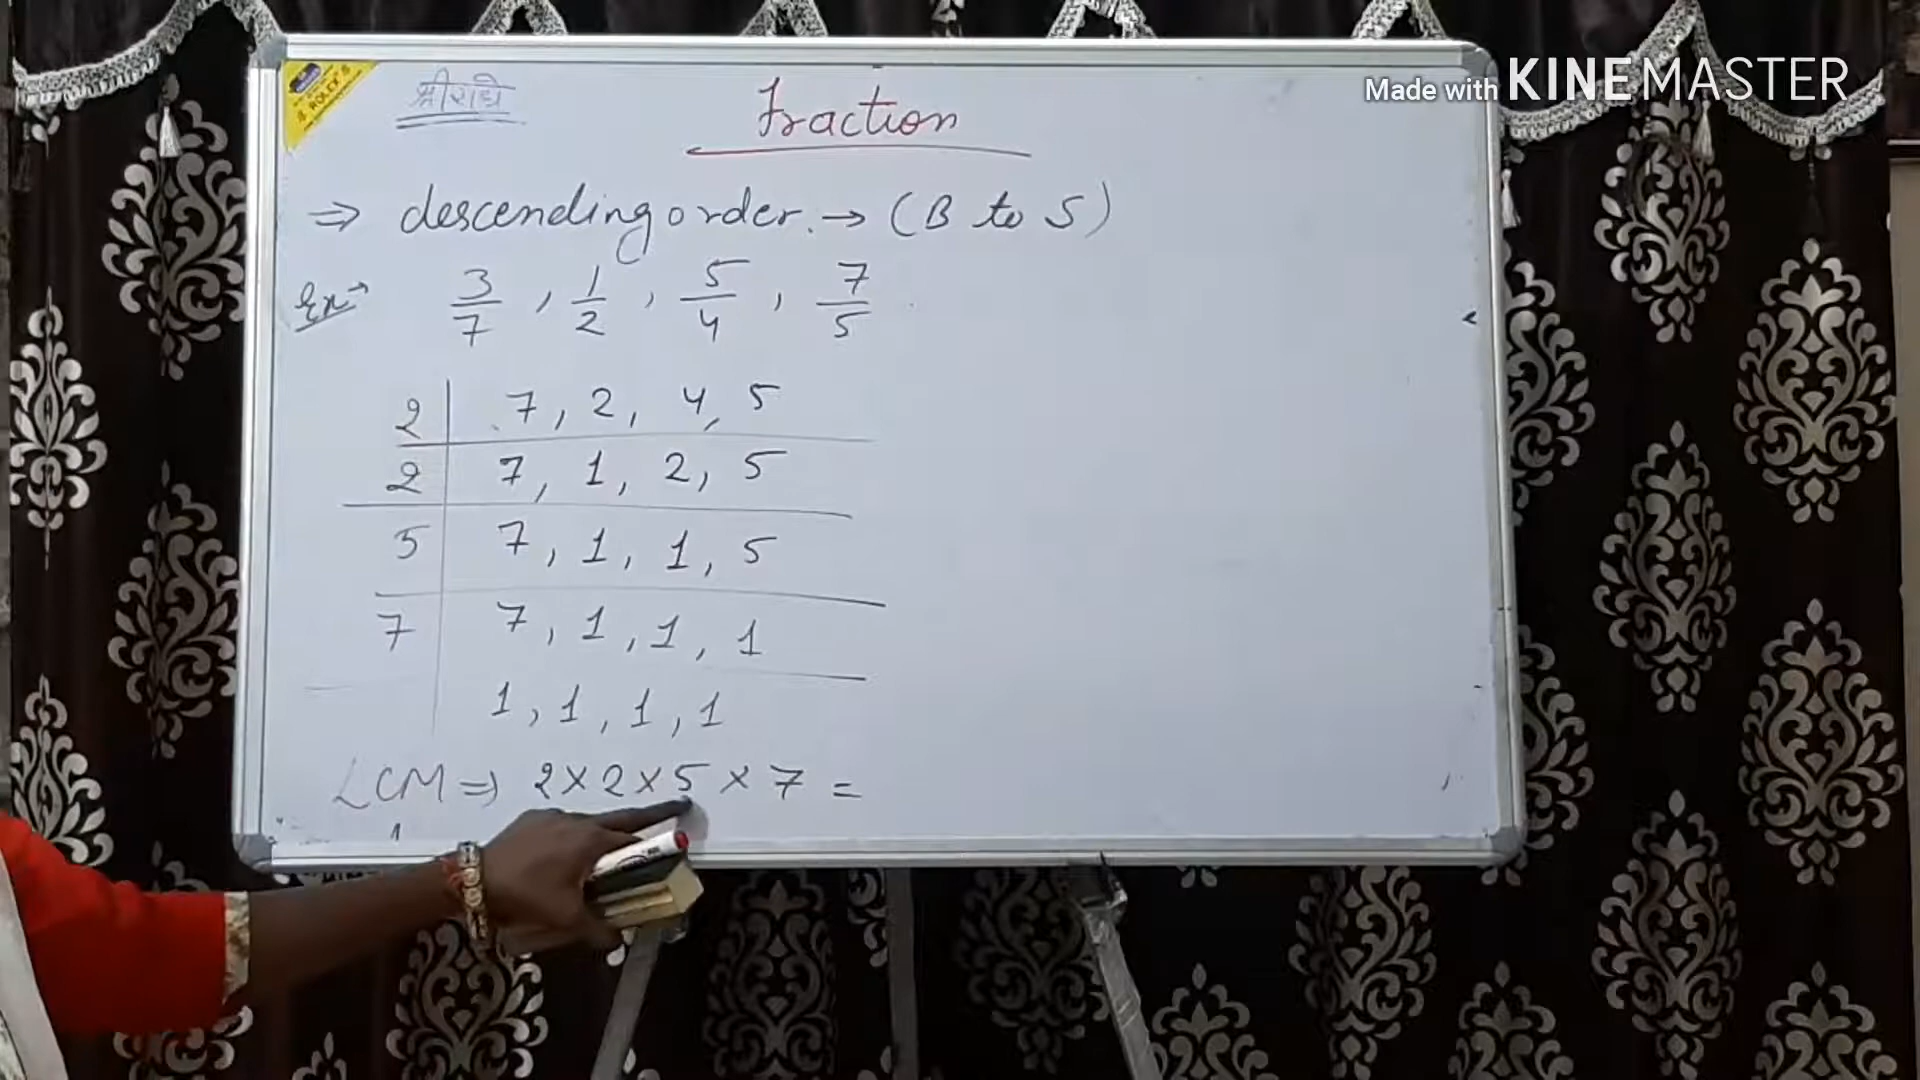 Made with KINEMASTER
ROLEX
श्रीराधे
Fraction
⇒ descending order. → (B to S)
Ex→ 3/7, 1/2, 5/4, 7/5
2 | 7, 2, 4, 5
2 | 7, 1, 2, 5
5 | 7, 1, 1, 5
7 | 7, 1, 1, 1
1, 1, 1, 1
LCM ⇒ 2×2×5×7 =